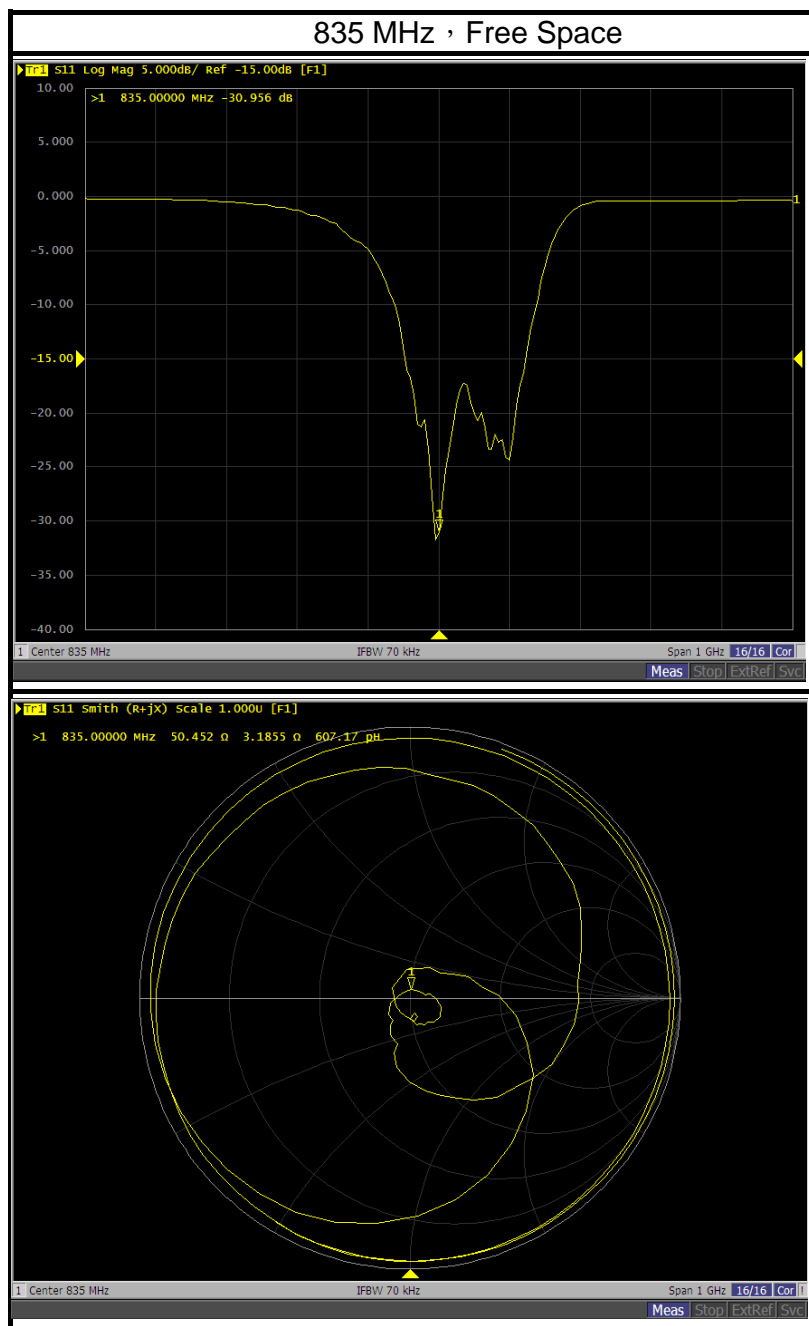 835 MHz，Free Space
Tr1 S11 Log Mag 5.000dB/ Ref -15.00dB [F1]
10.00
>1 835.00000 MHz -30.956 dB
5.000
0.000
1
-5.000
-10.00
-15.00
-20.00
-25.00
-30.00
1
-35.00
-40.00
1 Center 835 MHz IFBW 70 kHz Span 1 GHz 16/16 Cor
Meas Stop ExtRef Svc
Tr1 S11 Smith (R+jX) Scale 1.000U [F1]
>1 835.00000 MHz 50.452 Ω 3.1855 Ω 607.17 pH
1
1 Center 835 MHz IFBW 70 kHz Span 1 GHz 16/16 Cor !
Meas Stop ExtRef Svc